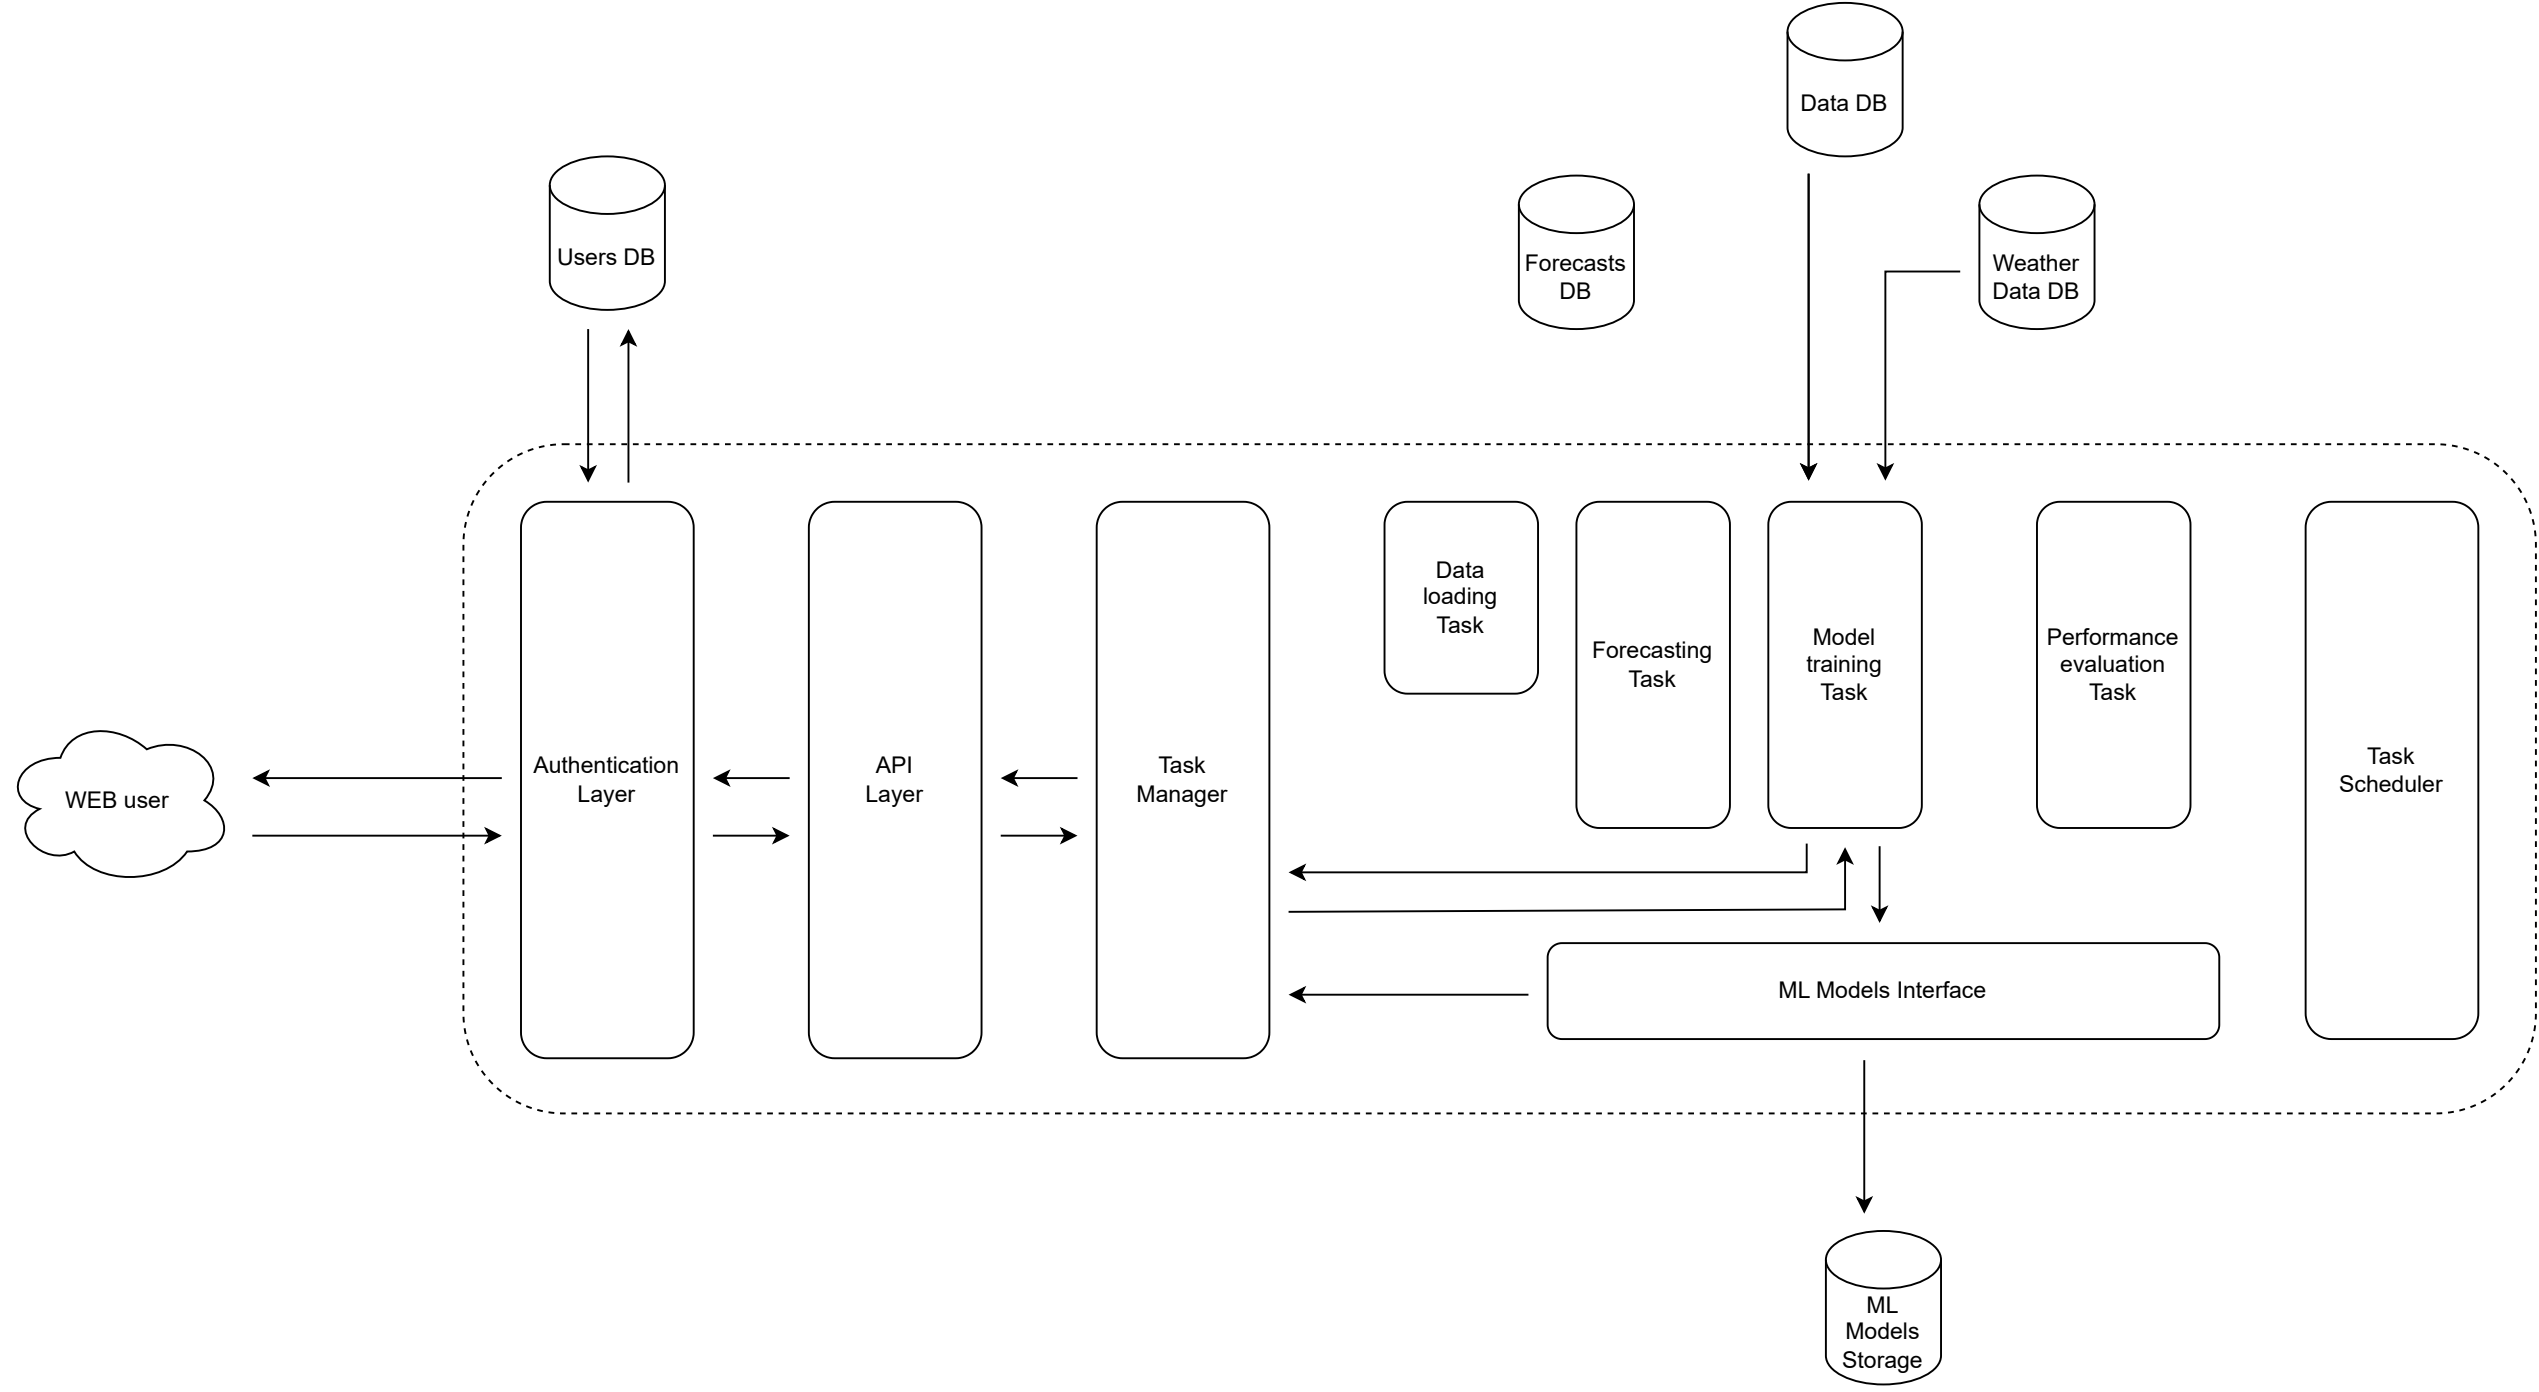 Data DB
Users DB
Forecasts
DB
Weather
Data DB
Data
loading
Task
Forecasting
Task
Model
training
Task
Performance
evaluation
Task
Task
Scheduler
WEB user
Authentication
Layer
API
Layer
Task
Manager
ML Models Interface
ML
Models
Storage